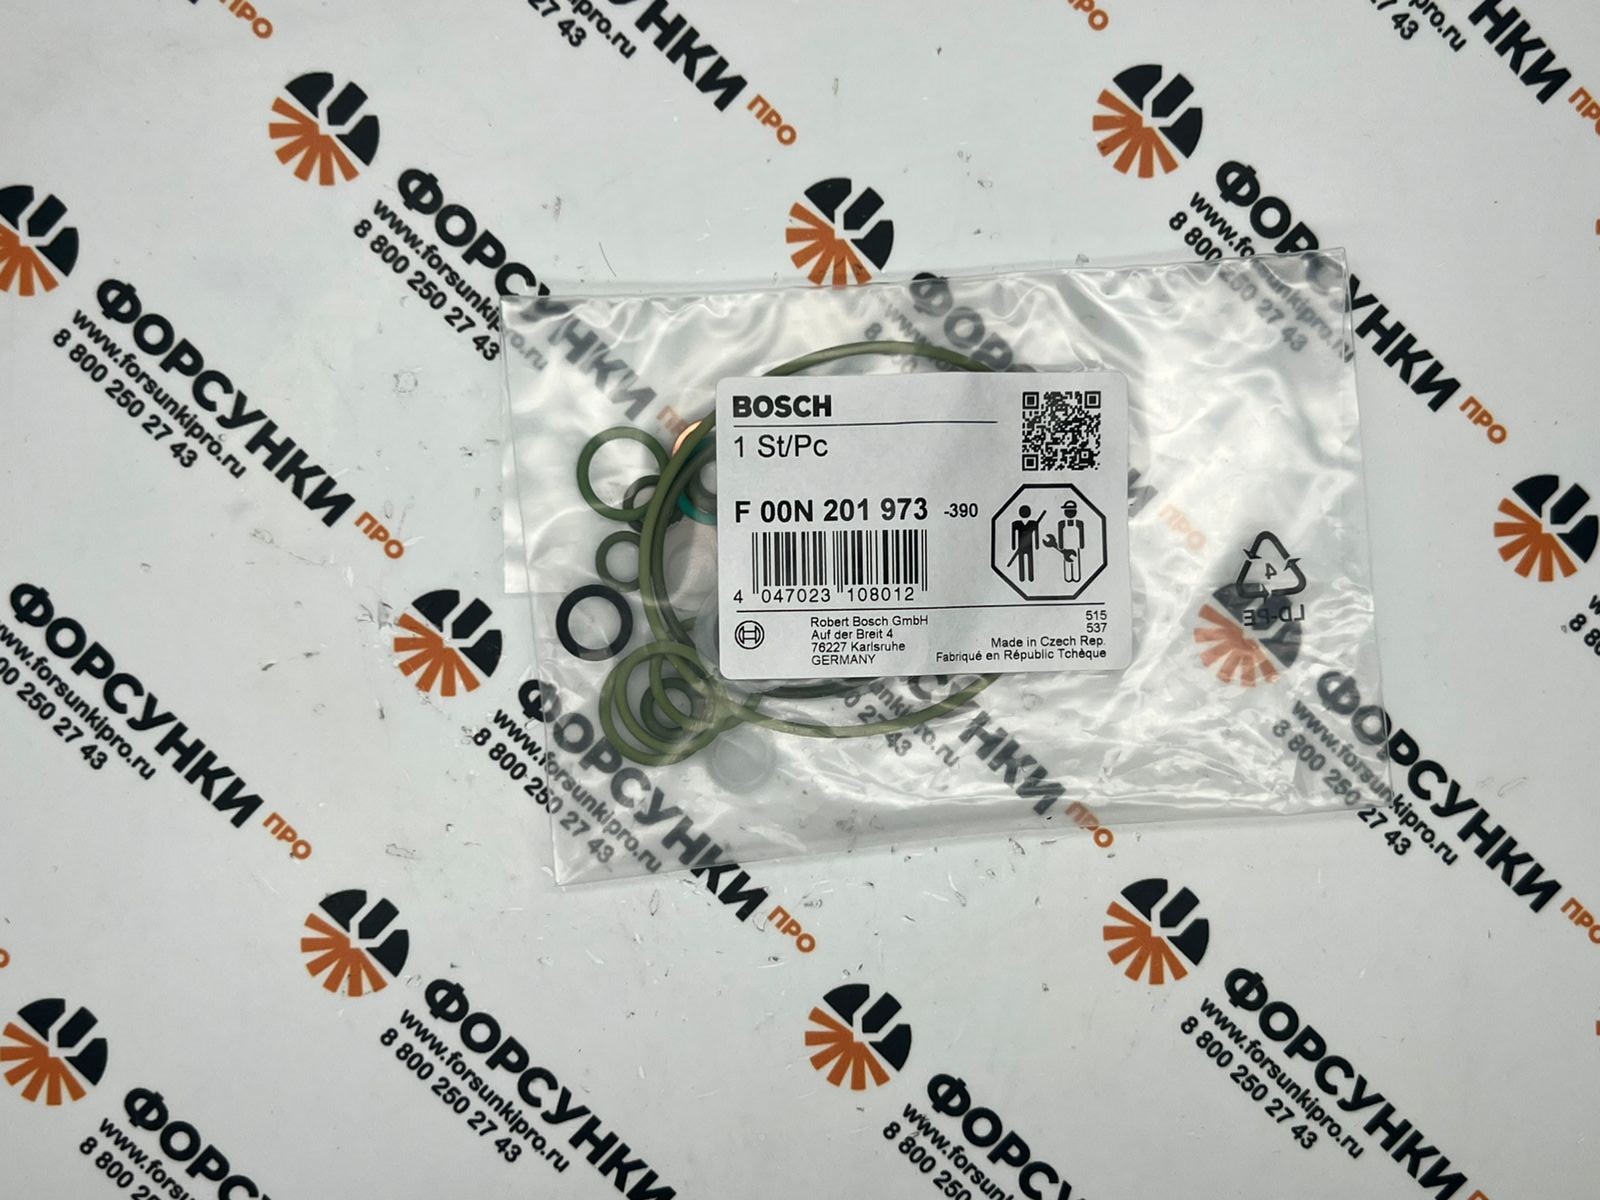 BOSCH
1 St/Pc
F 00N 201 973 -390
4 047023 108012
Robert Bosch GmbH
Auf der Breit 4
76227 Karlsruhe
GERMANY
515
537
Made in Czech Rep.
Fabriqué en Républic Tchèque
4
LD-PE
ФОРСУНКИ ПРО
www.forsunkipro.ru
8 800 250 27 43